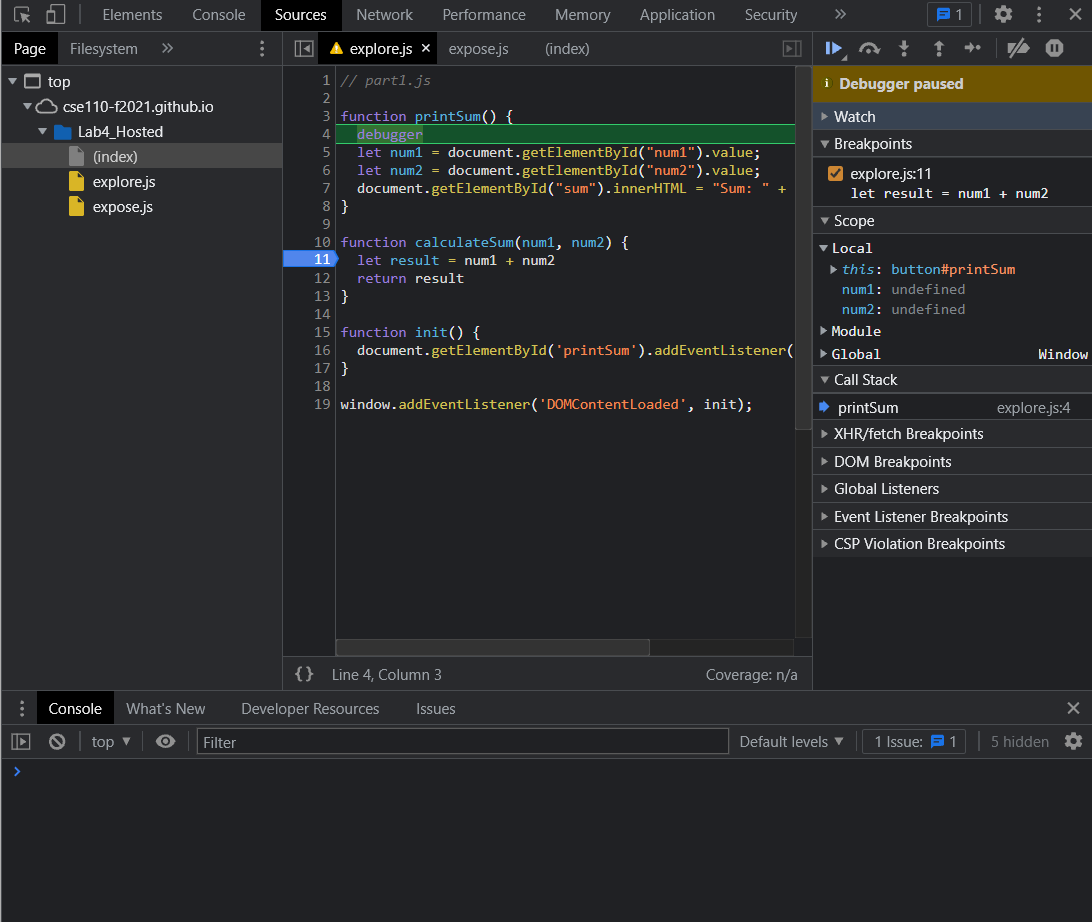 Elements Console Sources Network Performance Memory Application Security » 1
Page Filesystem »
explore.js × expose.js (index)
top
cse110-f2021.github.io
Lab4_Hosted
(index)
explore.js
expose.js
1 // part1.js
2
3 function printSum() {
4 debugger
5 let num1 = document.getElementById("num1").value;
6 let num2 = document.getElementById("num2").value;
7 document.getElementById("sum").innerHTML = "Sum: " +
8 }
9
10 function calculateSum(num1, num2) {
11 let result = num1 + num2
12 return result
13 }
14
15 function init() {
16 document.getElementById('printSum').addEventListener(
17 }
18
19 window.addEventListener('DOMContentLoaded', init);
{} Line 4, Column 3 Coverage: n/a
i Debugger paused
Watch
Breakpoints
explore.js:11
let result = num1 + num2
Scope
Local
this: button#printSum
num1: undefined
num2: undefined
Module
Global Window
Call Stack
printSum explore.js:4
XHR/fetch Breakpoints
DOM Breakpoints
Global Listeners
Event Listener Breakpoints
CSP Violation Breakpoints
Console What's New Developer Resources Issues
top Filter Default levels 1 Issue: 1 5 hidden